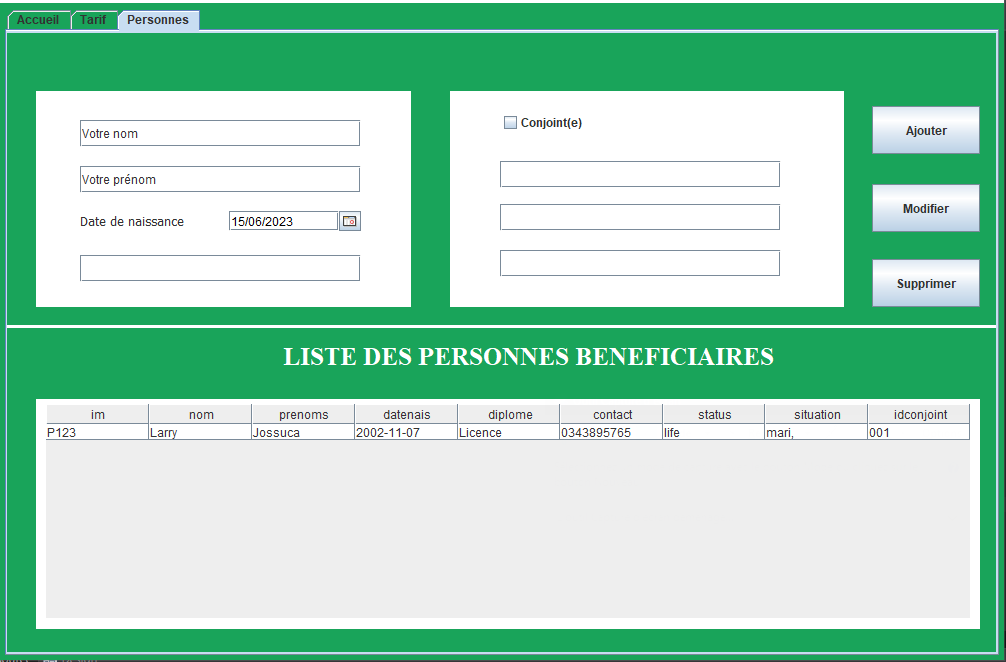 Accueil Tarif Personnes
Votre nom
Votre prénom
Date de naissance 15/06/2023
Conjoint(e)
Ajouter
Modifier
Supprimer
LISTE DES PERSONNES BENEFICIAIRES
im nom prenoms datenais diplome contact status situation idconjoint
P123 Larry Jossuca 2002-11-07 Licence 0343895765 life mari, 001